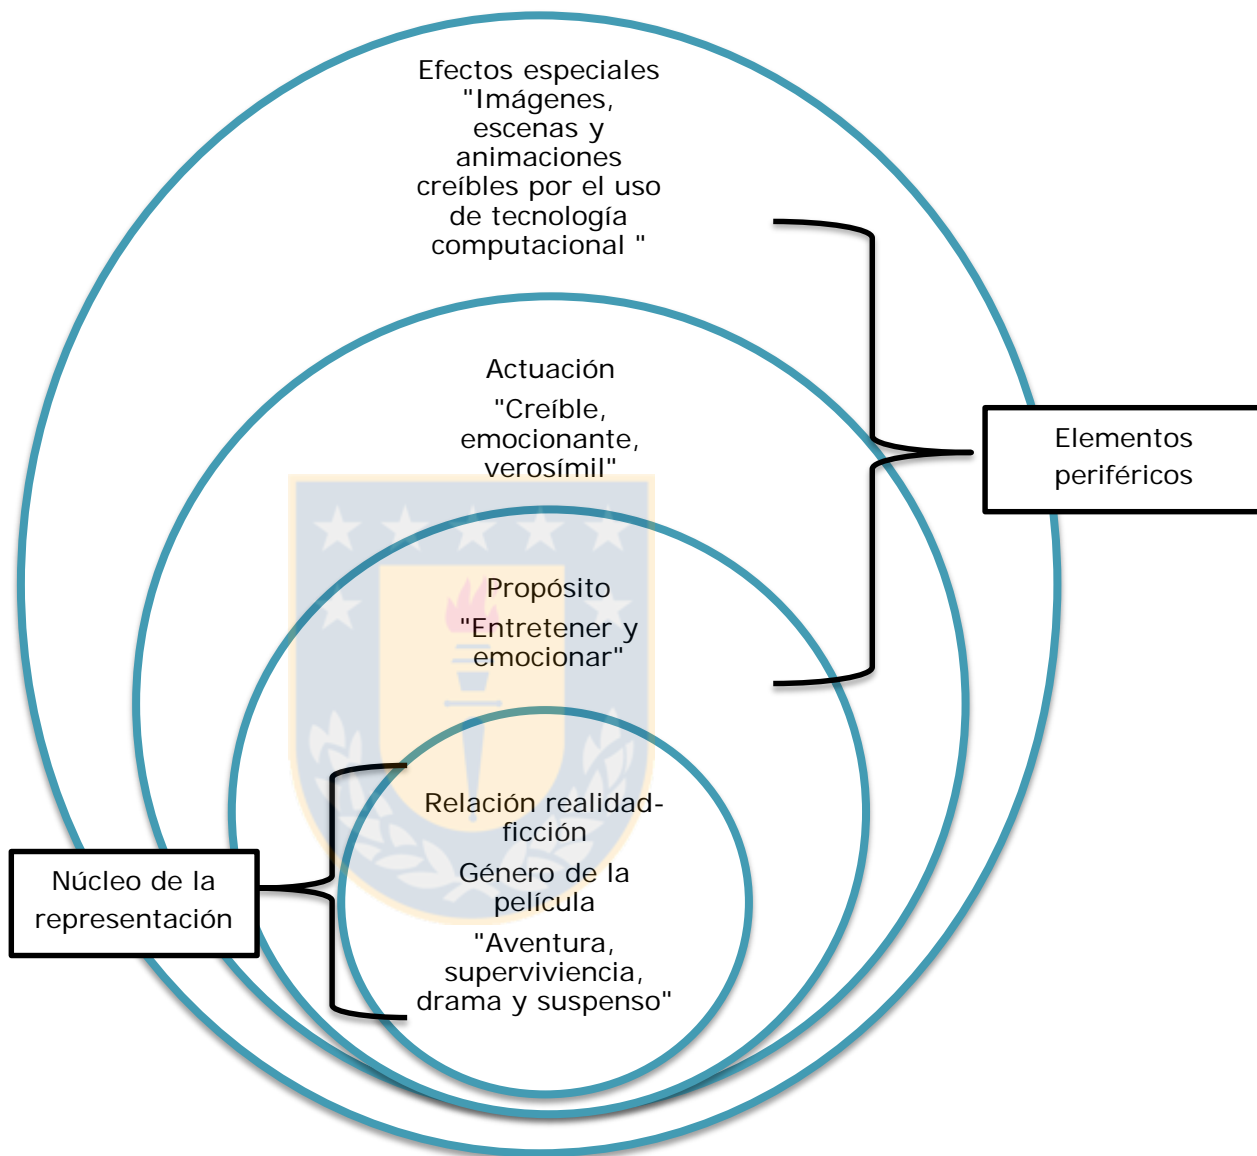 Efectos especiales
"Imágenes,
escenas y
animaciones
creíbles por el uso
de tecnología
computacional "
Actuación
"Creíble,
emocionante,
verosímil"
Elementos
periféricos
Propósito
"Entretener y
emocionar"
Relación realidad-
ficción
Género de la
película
"Aventura,
superviviencia,
drama y suspenso"
Núcleo de la
representación